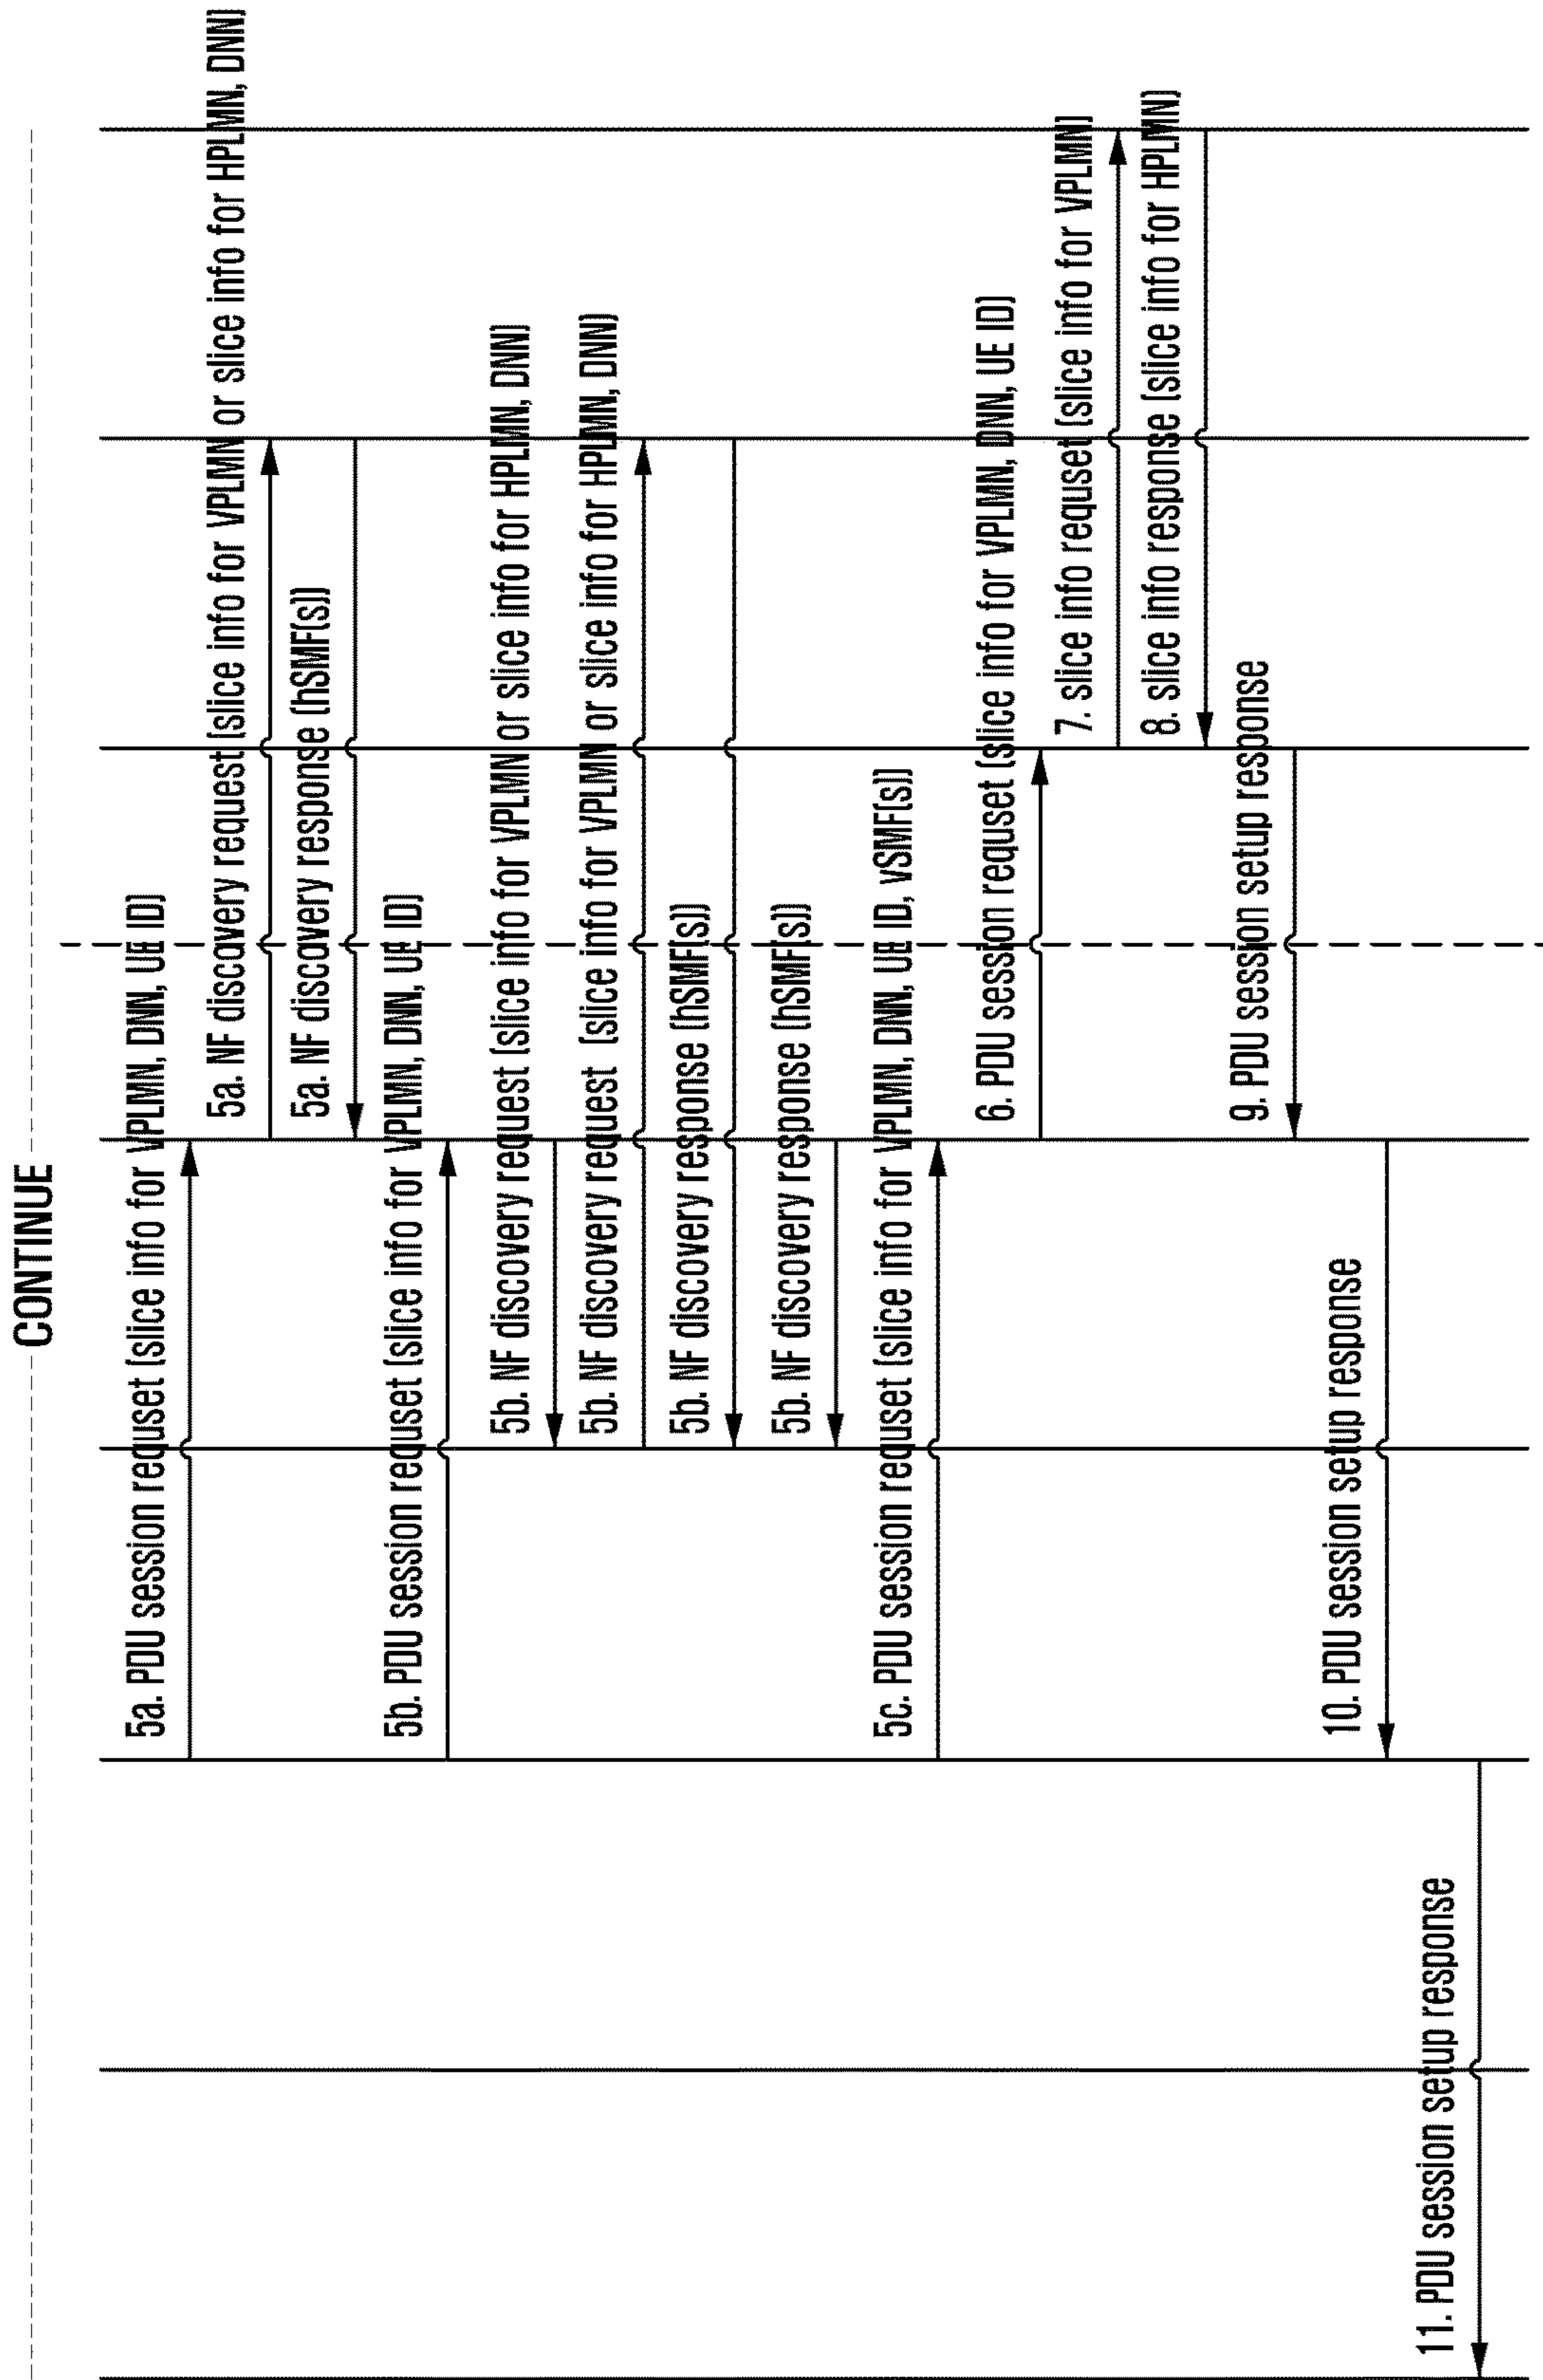 CONTINUE
5a. PDU session requset (slice info for VPLMN, DNN, UE ID)
5a. NF discovery request (slice info for VPLMN or slice info for HPLMN, DNN)
5a. NF discovery response (hSMF(s))
5b. PDU session requset (slice info for VPLMN, DNN, UE ID)
5b. NF discovery request (slice info for VPLMN or slice info for HPLMN, DNN)
5b. NF discovery request (slice info for VPLMN or slice info for HPLMN, DNN)
5b. NF discovery response (hSMF(s))
5b. NF discovery response (hSMF(s))
5c. PDU session requset (slice info for VPLMN, DNN, UE ID, vSMF(s))
6. PDU session requset (slice info for VPLMN, DNN, UE ID)
7. slice info requset (slice info for VPLMN)
8. slice info response (slice info for HPLMN)
9. PDU session setup response
10. PDU session setup response
11. PDU session setup response